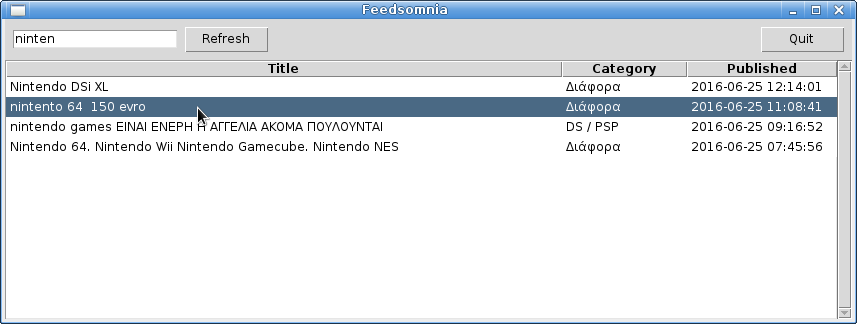 Feedsomnia
ninten Refresh Quit
Title Category Published
Nintendo DSi XL Διάφορα 2016-06-25 12:14:01
nintento 64  150 evro Διάφορα 2016-06-25 11:08:41
nintendo games ΕΙΝΑΙ ΕΝΕΡΗ Η ΑΓΓΕΛΙΑ ΑΚΟΜΑ ΠΟΥΛΟΥΝΤΑΙ DS / PSP 2016-06-25 09:16:52
Nintendo 64. Nintendo Wii Nintendo Gamecube. Nintendo NES Διάφορα 2016-06-25 07:45:56